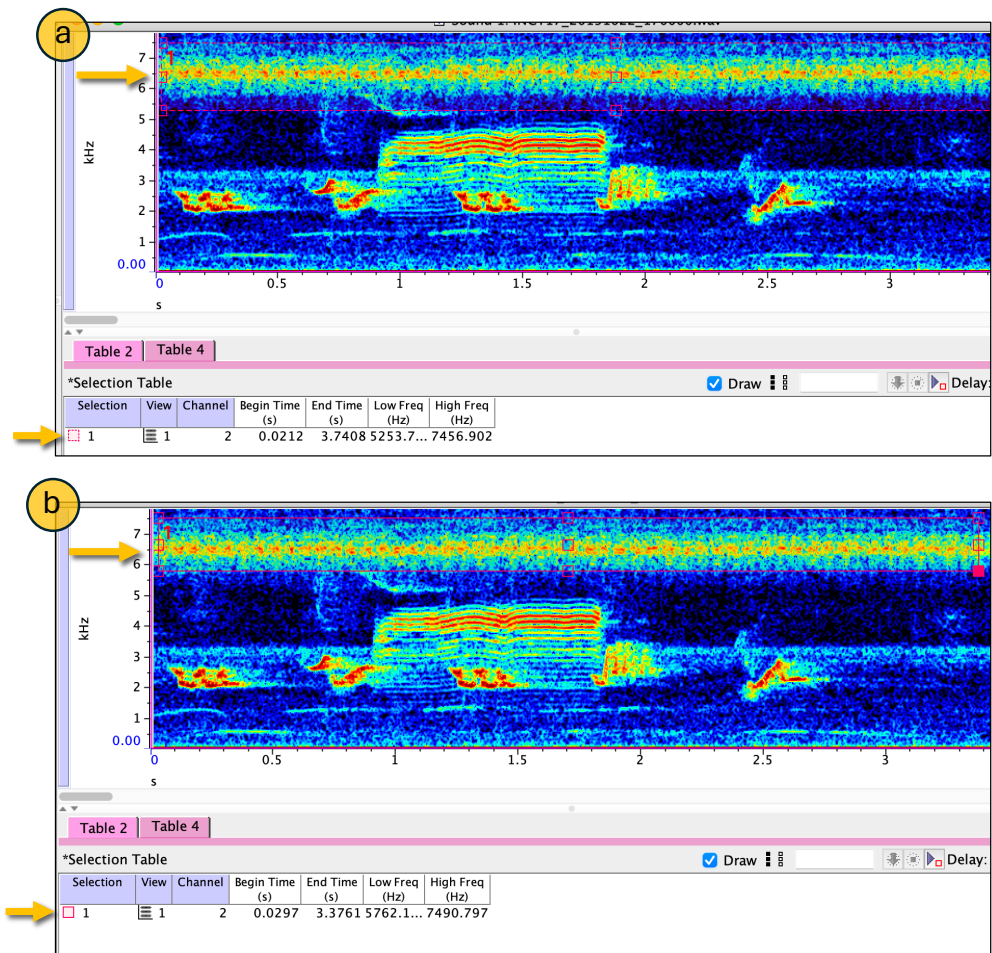 a
7
6
5
4
3
2
1
0.00
kHz
1
0 0.5 1 1.5 2 2.5 3
s
Table 2 Table 4
*Selection Table Draw Delay:
Selection View Channel Begin Time (s) End Time (s) Low Freq (Hz) High Freq (Hz)
1 1 2 0.0212 3.7408 5253.7... 7456.902
b
7
6
5
4
3
2
1
0.00
kHz
1
0 0.5 1 1.5 2 2.5 3
s
Table 2 Table 4
*Selection Table Draw Delay:
Selection View Channel Begin Time (s) End Time (s) Low Freq (Hz) High Freq (Hz)
1 1 2 0.0297 3.3761 5762.1... 7490.797